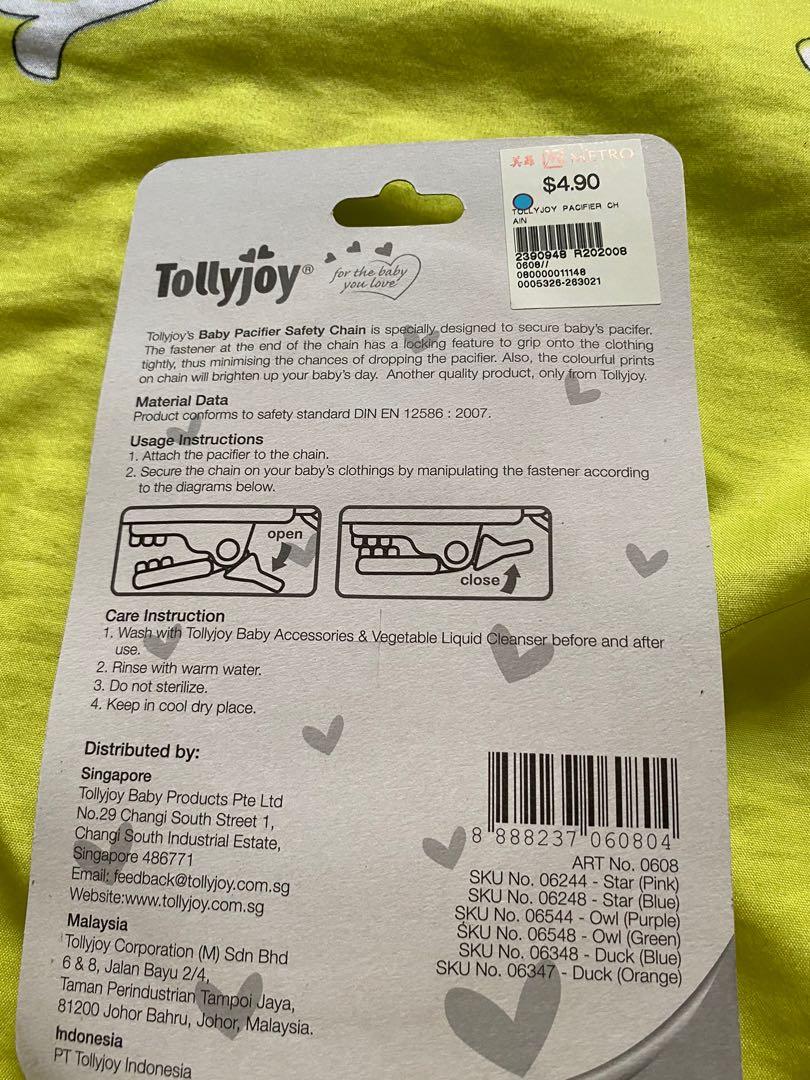 美羅 METRO
$4.90
TOLLYJOY PACIFIER CH
AIN
2390948 R202008
0608//
080000011148
0005326-263021
Tollyjoy®
for the baby
you love
Tollyjoy's Baby Pacifier Safety Chain is specially designed to secure baby's pacifer.
The fastener at the end of the chain has a locking feature to grip onto the clothing
tightly, thus minimising the chances of dropping the pacifier. Also, the colourful prints
on chain will brighten up your baby's day. Another quality product, only from Tollyjoy.
Material Data
Product conforms to safety standard DIN EN 12586 : 2007.
Usage Instructions
1. Attach the pacifier to the chain.
2. Secure the chain on your baby's clothings by manipulating the fastener according
to the diagrams below.
open
close
Care Instruction
1. Wash with Tollyjoy Baby Accessories & Vegetable Liquid Cleanser before and after
use.
2. Rinse with warm water.
3. Do not sterilize.
4. Keep in cool dry place.
Distributed by:
Singapore
Tollyjoy Baby Products Pte Ltd
No.29 Changi South Street 1,
Changi South Industrial Estate,
Singapore 486771
Email: feedback@tollyjoy.com.sg
Website:www.tollyjoy.com.sg
Malaysia
Tollyjoy Corporation (M) Sdn Bhd
6 & 8, Jalan Bayu 2/4,
Taman Perindustrian Tampoi Jaya,
81200 Johor Bahru, Johor, Malaysia.
Indonesia
PT Tollyjoy Indonesia
8 888237 060804
ART No. 0608
SKU No. 06244 - Star (Pink)
SKU No. 06248 - Star (Blue)
SKU No. 06544 - Owl (Purple)
SKU No. 06548 - Owl (Green)
SKU No. 06348 - Duck (Blue)
SKU No. 06347 - Duck (Orange)